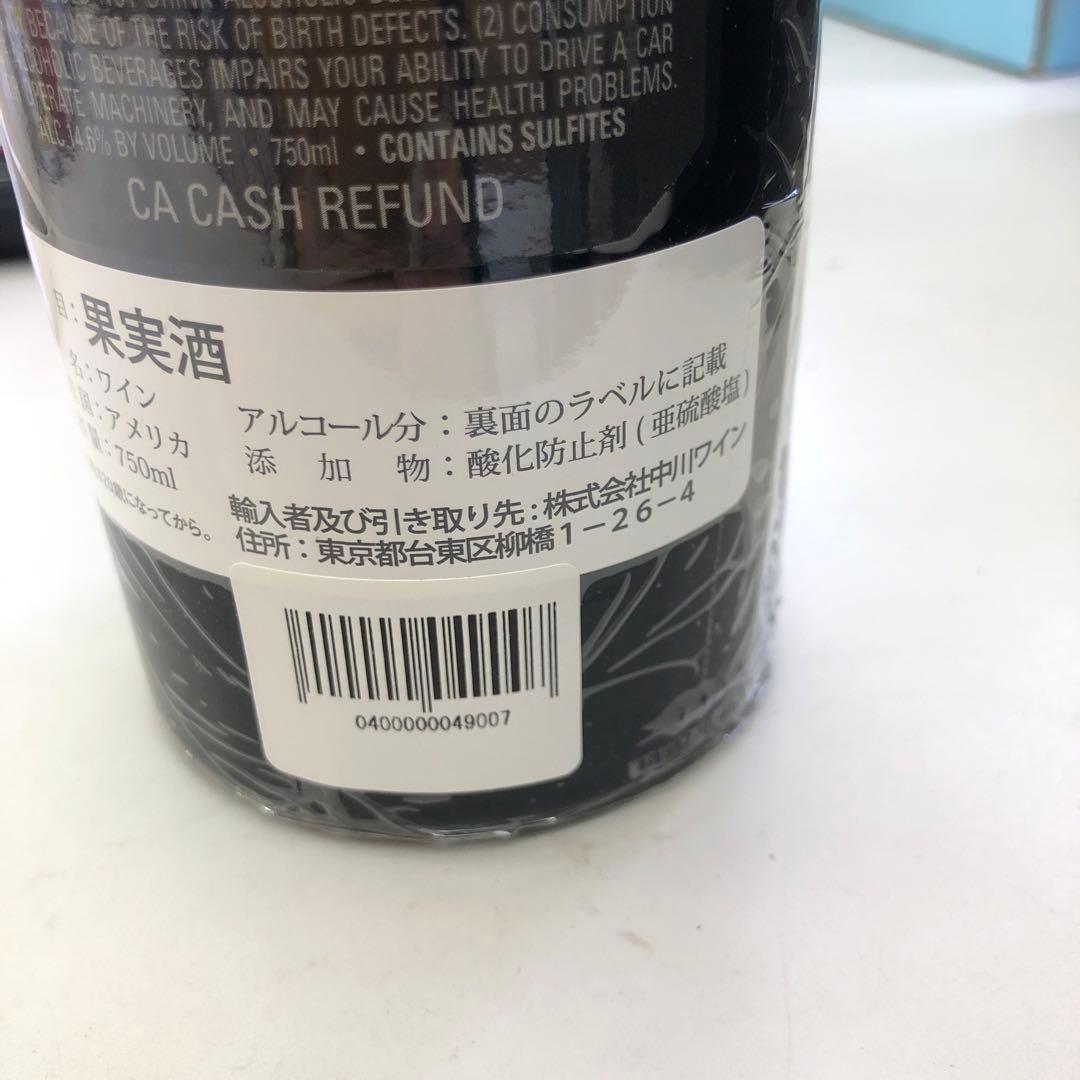 BECAUSE OF THE RISK OF BIRTH DEFECTS. (2) CONSUMPTION
BEVERAGES IMPAIRS YOUR ABILITY TO DRIVE A CAR
MACHINERY, AND MAY CAUSE HEALTH PROBLEMS.
ALC. 14.6% BY VOLUME • 750ml • CONTAINS SULFITES
CA CASH REFUND
目：果実酒
名：ワイン
国：アメリカ
量：750ml
になってから。
アルコール分：裏面のラベルに記載
添加物：酸化防止剤(亜硫酸塩)
輸入者及び引き取り先：株式会社中川ワイン
住所：東京都台東区柳橋1－26－4
0400000049007